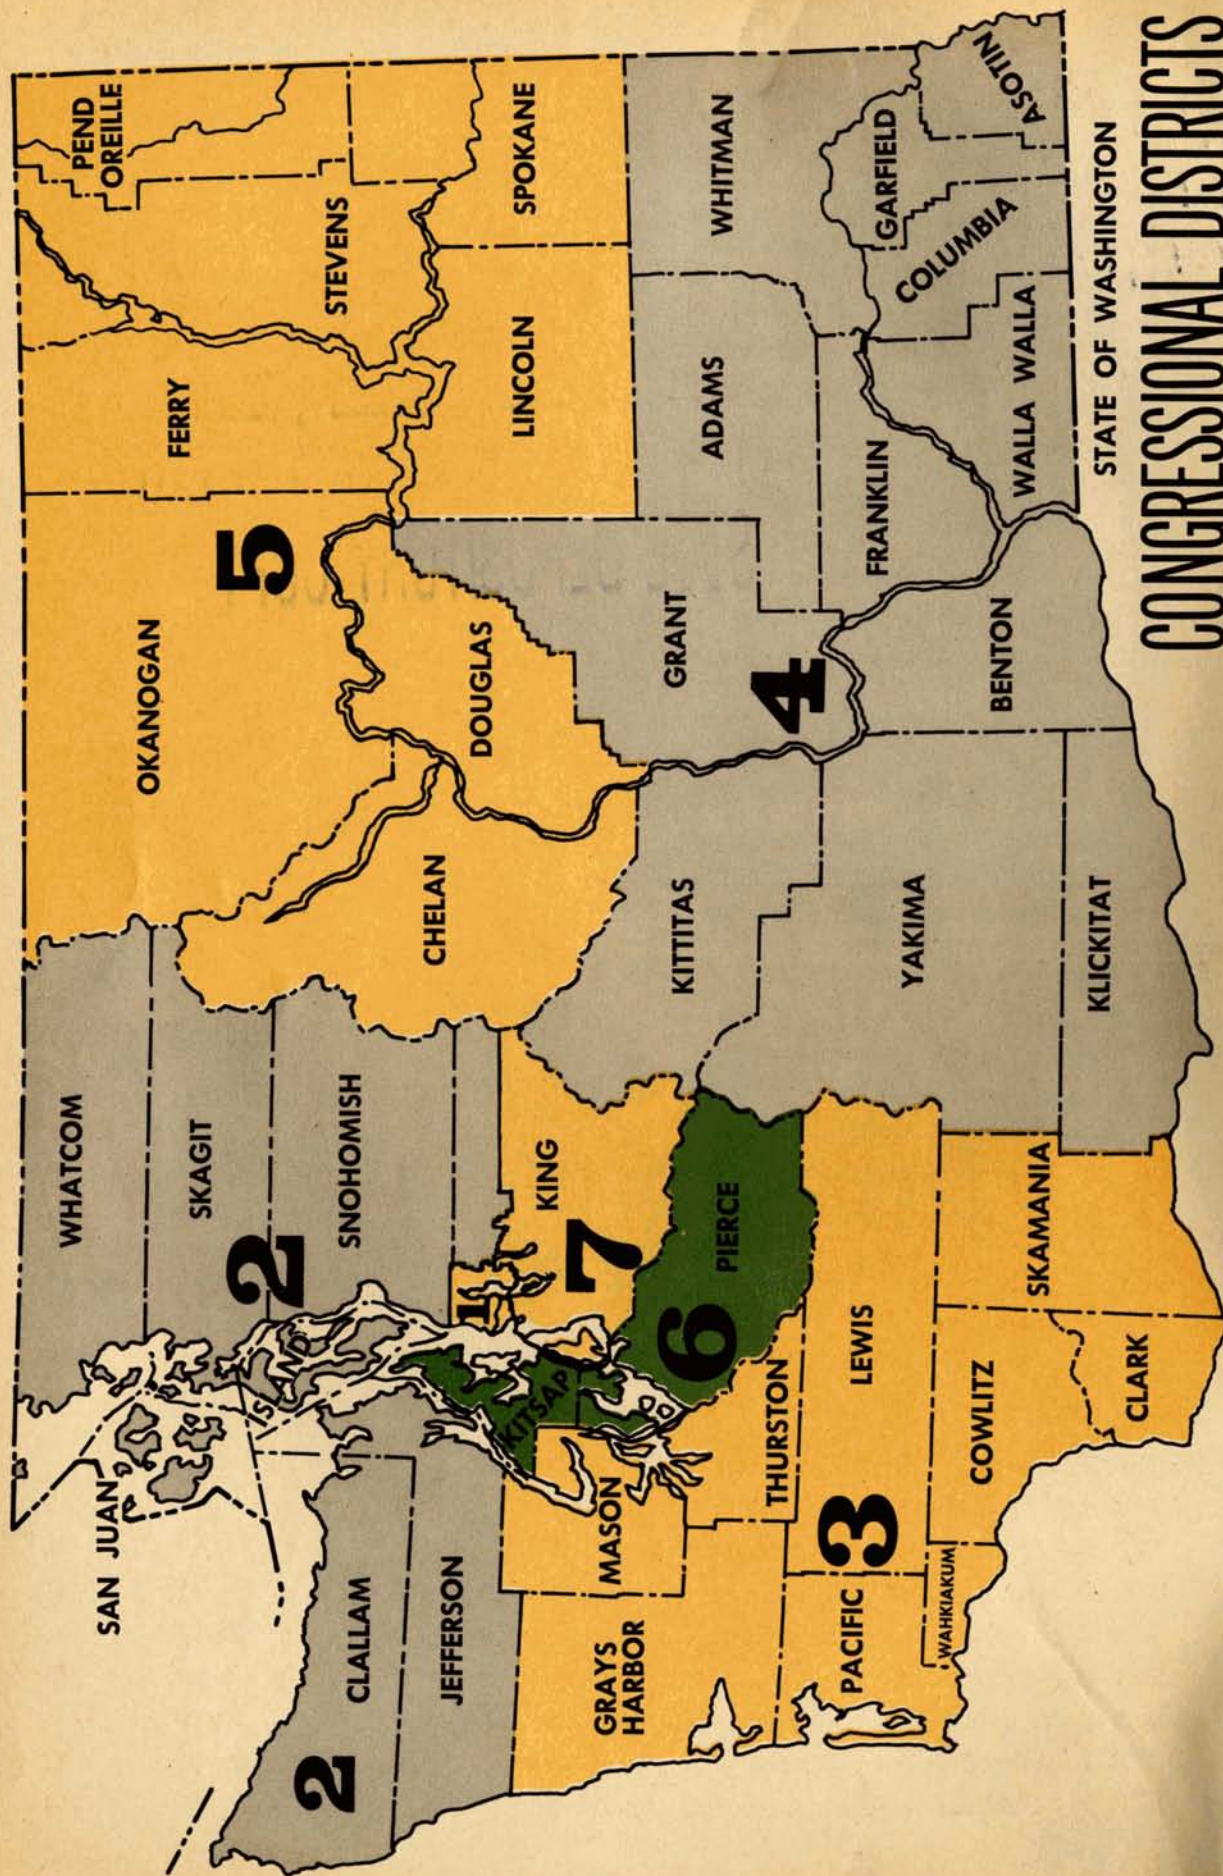 SAN JUAN
WHATCOM
SKAGIT
2
ISLAND
SNOHOMISH
CLALLAM
2
JEFFERSON
OKANOGAN
FERRY
STEVENS
PEND
OREILLE
5
CHELAN
DOUGLAS
LINCOLN
SPOKANE
1
KING
7
KITSAP
6
PIERCE
MASON
GRAYS
HARBOR
THURSTON
LEWIS
3
PACIFIC
WAHKIAKUM
COWLITZ
CLARK
SKAMANIA
KITTITAS
GRANT
4
ADAMS
WHITMAN
YAKIMA
BENTON
FRANKLIN
WALLA WALLA
COLUMBIA
GARFIELD
ASOTIN
KLICKITAT
STATE OF WASHINGTON
CONGRESSIONAL DISTRICTS